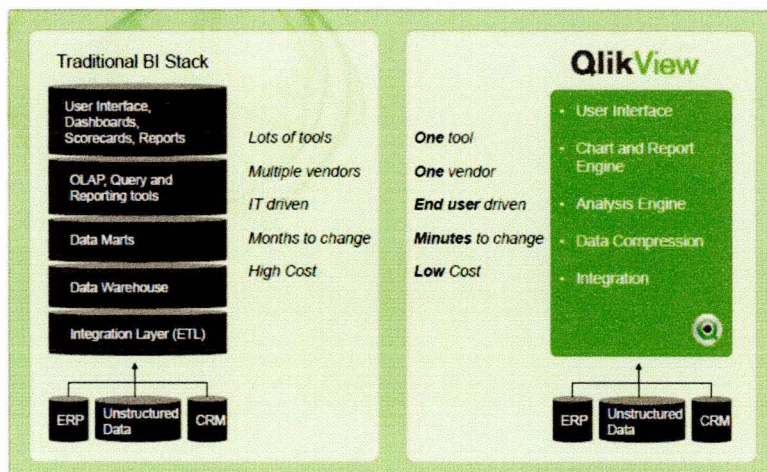 Traditional BI Stack
User Interface,
Dashboards,
Scorecards, Reports
OLAP, Query and
Reporting tools
Data Marts
Data Warehouse
Integration Layer (ETL)
ERP
Unstructured
Data
CRM
Lots of tools
Multiple vendors
IT driven
Months to change
High Cost
QlikView
One tool
One vendor
End user driven
Minutes to change
Low Cost
• User Interface
• Chart and Report
Engine
• Analysis Engine
• Data Compression
• Integration
ERP
Unstructured
Data
CRM